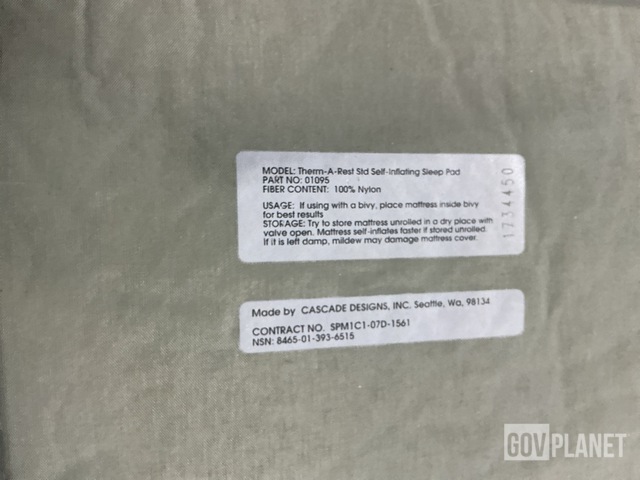 MODEL: Therm-A-Rest Std Self-Inflating Sleep Pad
PART NO: 01095
FIBER CONTENT: 100% Nylon
USAGE: If using with a bivy, place mattress inside bivy
for best results
STORAGE: Try to store mattress unrolled in a dry place with
valve open. Mattress self-inflates faster if stored unrolled.
If it is left damp, mildew may damage mattress cover.
1734450
Made by CASCADE DESIGNS, INC. Seattle, Wa. 98134
CONTRACT NO. SPM1C1-07D-1561
NSN: 8465-01-393-6515
GOVPLANET